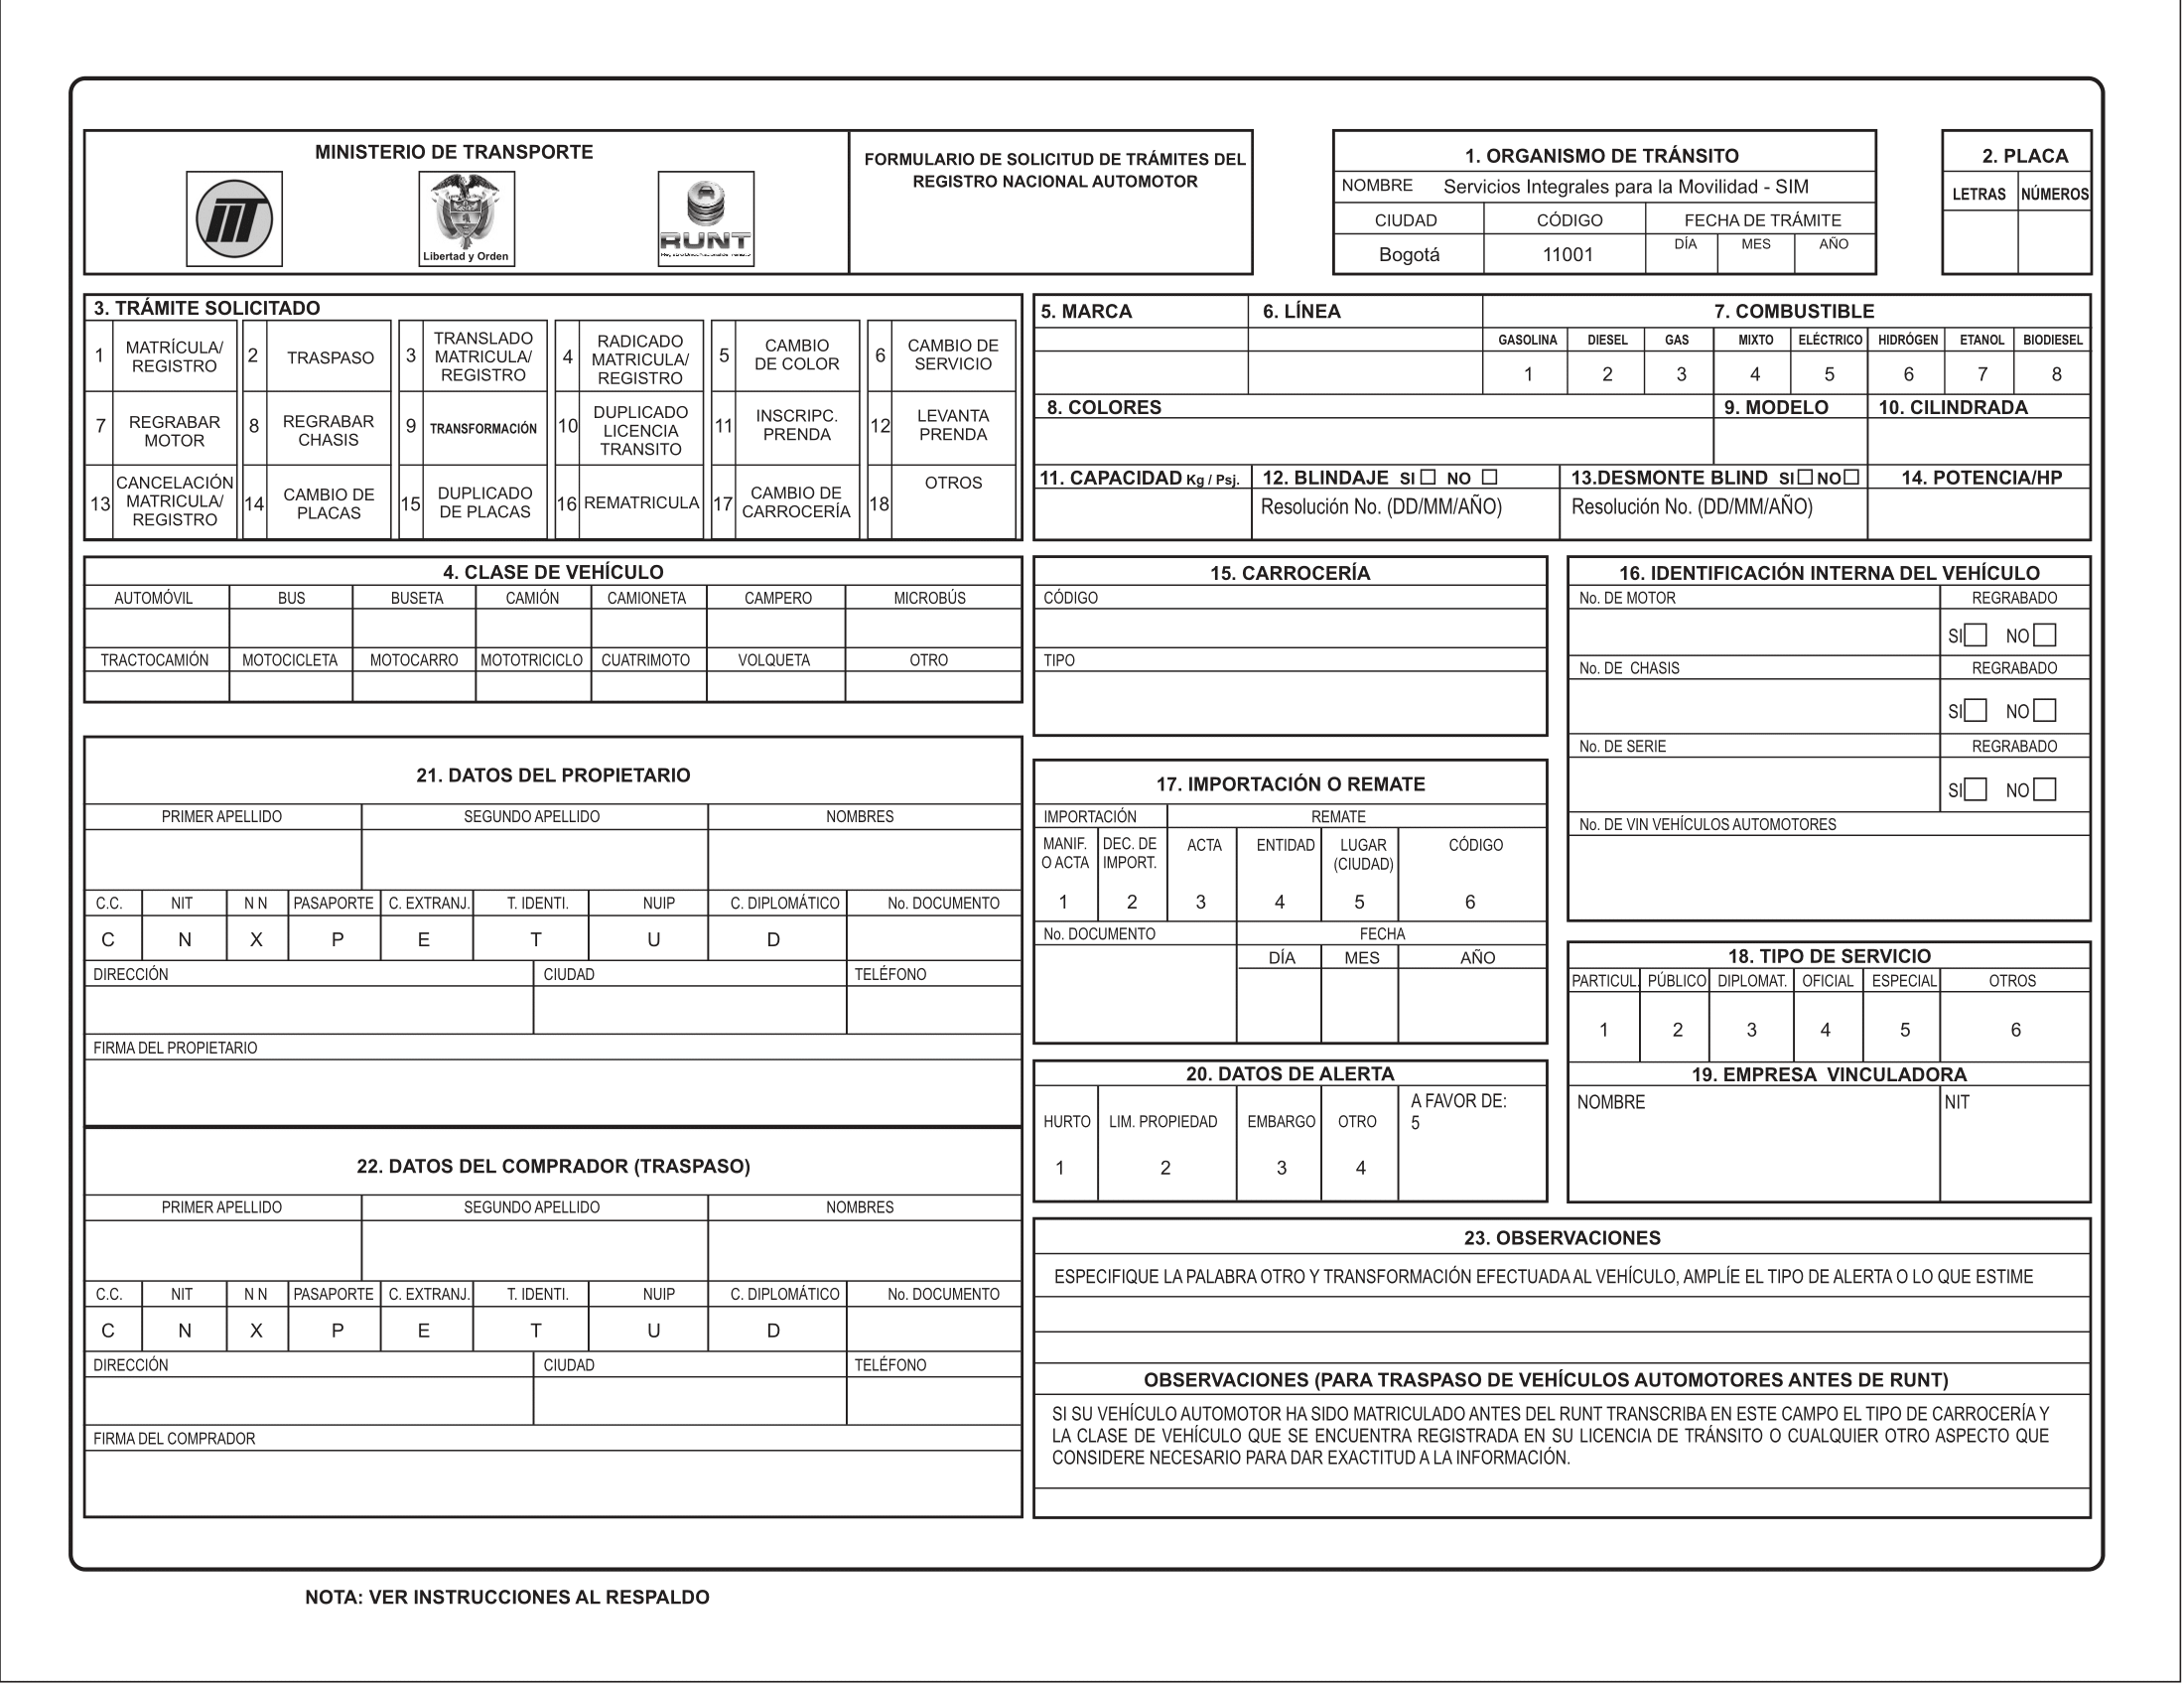 MINISTERIO DE TRANSPORTE
Libertad y Orden
RUNT
FORMULARIO DE SOLICITUD DE TRÁMITES DEL
REGISTRO NACIONAL AUTOMOTOR
1. ORGANISMO DE TRÁNSITO
NOMBRE Servicios Integrales para la Movilidad - SIM
CIUDAD CÓDIGO FECHA DE TRÁMITE
Bogotá 11001 DÍA MES AÑO
2. PLACA
LETRAS NÚMEROS
3. TRÁMITE SOLICITADO
1 MATRÍCULA/
REGISTRO
2 TRASPASO
3 TRANSLADO
MATRICULA/
REGISTRO
4 RADICADO
MATRICULA/
REGISTRO
5 CAMBIO
DE COLOR
6 CAMBIO DE
SERVICIO
7 REGRABAR
MOTOR
8 REGRABAR
CHASIS
9 TRANSFORMACIÓN
10 DUPLICADO
LICENCIA
TRANSITO
11 INSCRIPC.
PRENDA
12 LEVANTA
PRENDA
13 CANCELACIÓN
MATRICULA/
REGISTRO
14 CAMBIO DE
PLACAS
15 DUPLICADO
DE PLACAS
16 REMATRICULA
17 CAMBIO DE
CARROCERÍA
18 OTROS
5. MARCA 6. LÍNEA 7. COMBUSTIBLE
GASOLINA DIESEL GAS MIXTO ELÉCTRICO HIDRÓGEN ETANOL BIODIESEL
1 2 3 4 5 6 7 8
8. COLORES 9. MODELO 10. CILINDRADA
11. CAPACIDAD Kg / Psj. 12. BLINDAJE SI NO 13.DESMONTE BLIND SI NO 14. POTENCIA/HP
Resolución No. (DD/MM/AÑO) Resolución No. (DD/MM/AÑO)
4. CLASE DE VEHÍCULO
AUTOMÓVIL BUS BUSETA CAMIÓN CAMIONETA CAMPERO MICROBÚS
TRACTOCAMIÓN MOTOCICLETA MOTOCARRO MOTOTRICICLO CUATRIMOTO VOLQUETA OTRO
15. CARROCERÍA
CÓDIGO
TIPO
16. IDENTIFICACIÓN INTERNA DEL VEHÍCULO
No. DE MOTOR REGRABADO
SI NO
No. DE CHASIS REGRABADO
SI NO
No. DE SERIE REGRABADO
SI NO
No. DE VIN VEHÍCULOS AUTOMOTORES
21. DATOS DEL PROPIETARIO
PRIMER APELLIDO SEGUNDO APELLIDO NOMBRES
C.C. NIT N N PASAPORTE C. EXTRANJ. T. IDENTI. NUIP C. DIPLOMÁTICO No. DOCUMENTO
C N X P E T U D
DIRECCIÓN CIUDAD TELÉFONO
FIRMA DEL PROPIETARIO
17. IMPORTACIÓN O REMATE
IMPORTACIÓN REMATE
MANIF. DEC. DE ACTA ENTIDAD LUGAR CÓDIGO
O ACTA IMPORT. (CIUDAD)
1 2 3 4 5 6
No. DOCUMENTO FECHA
DÍA MES AÑO
18. TIPO DE SERVICIO
PARTICUL. PÚBLICO DIPLOMAT. OFICIAL ESPECIAL OTROS
1 2 3 4 5 6
19. EMPRESA VINCULADORA
NOMBRE NIT
20. DATOS DE ALERTA
HURTO LIM. PROPIEDAD EMBARGO OTRO A FAVOR DE:
5
1 2 3 4
22. DATOS DEL COMPRADOR (TRASPASO)
PRIMER APELLIDO SEGUNDO APELLIDO NOMBRES
C.C. NIT N N PASAPORTE C. EXTRANJ. T. IDENTI. NUIP C. DIPLOMÁTICO No. DOCUMENTO
C N X P E T U D
DIRECCIÓN CIUDAD TELÉFONO
FIRMA DEL COMPRADOR
23. OBSERVACIONES
ESPECIFIQUE LA PALABRA OTRO Y TRANSFORMACIÓN EFECTUADA AL VEHÍCULO, AMPLÍE EL TIPO DE ALERTA O LO QUE ESTIME
OBSERVACIONES (PARA TRASPASO DE VEHÍCULOS AUTOMOTORES ANTES DE RUNT)
SI SU VEHÍCULO AUTOMOTOR HA SIDO MATRICULADO ANTES DEL RUNT TRANSCRIBA EN ESTE CAMPO EL TIPO DE CARROCERÍA Y
LA CLASE DE VEHÍCULO QUE SE ENCUENTRA REGISTRADA EN SU LICENCIA DE TRÁNSITO O CUALQUIER OTRO ASPECTO QUE
CONSIDERE NECESARIO PARA DAR EXACTITUD A LA INFORMACIÓN.
NOTA: VER INSTRUCCIONES AL RESPALDO